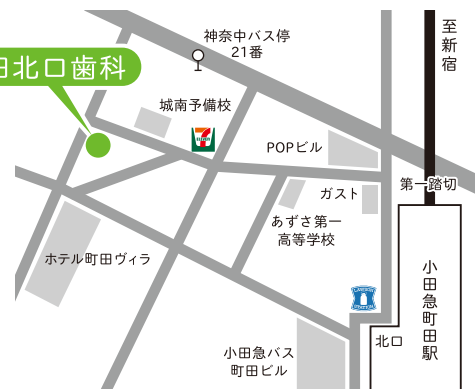 神奈中バス停
21番
至新宿
田北口歯科
城南予備校
POPビル
第一踏切
ガスト
あずさ第一
高等学校
ホテル町田ヴィラ
小田急町田駅
北口
小田急バス
町田ビル